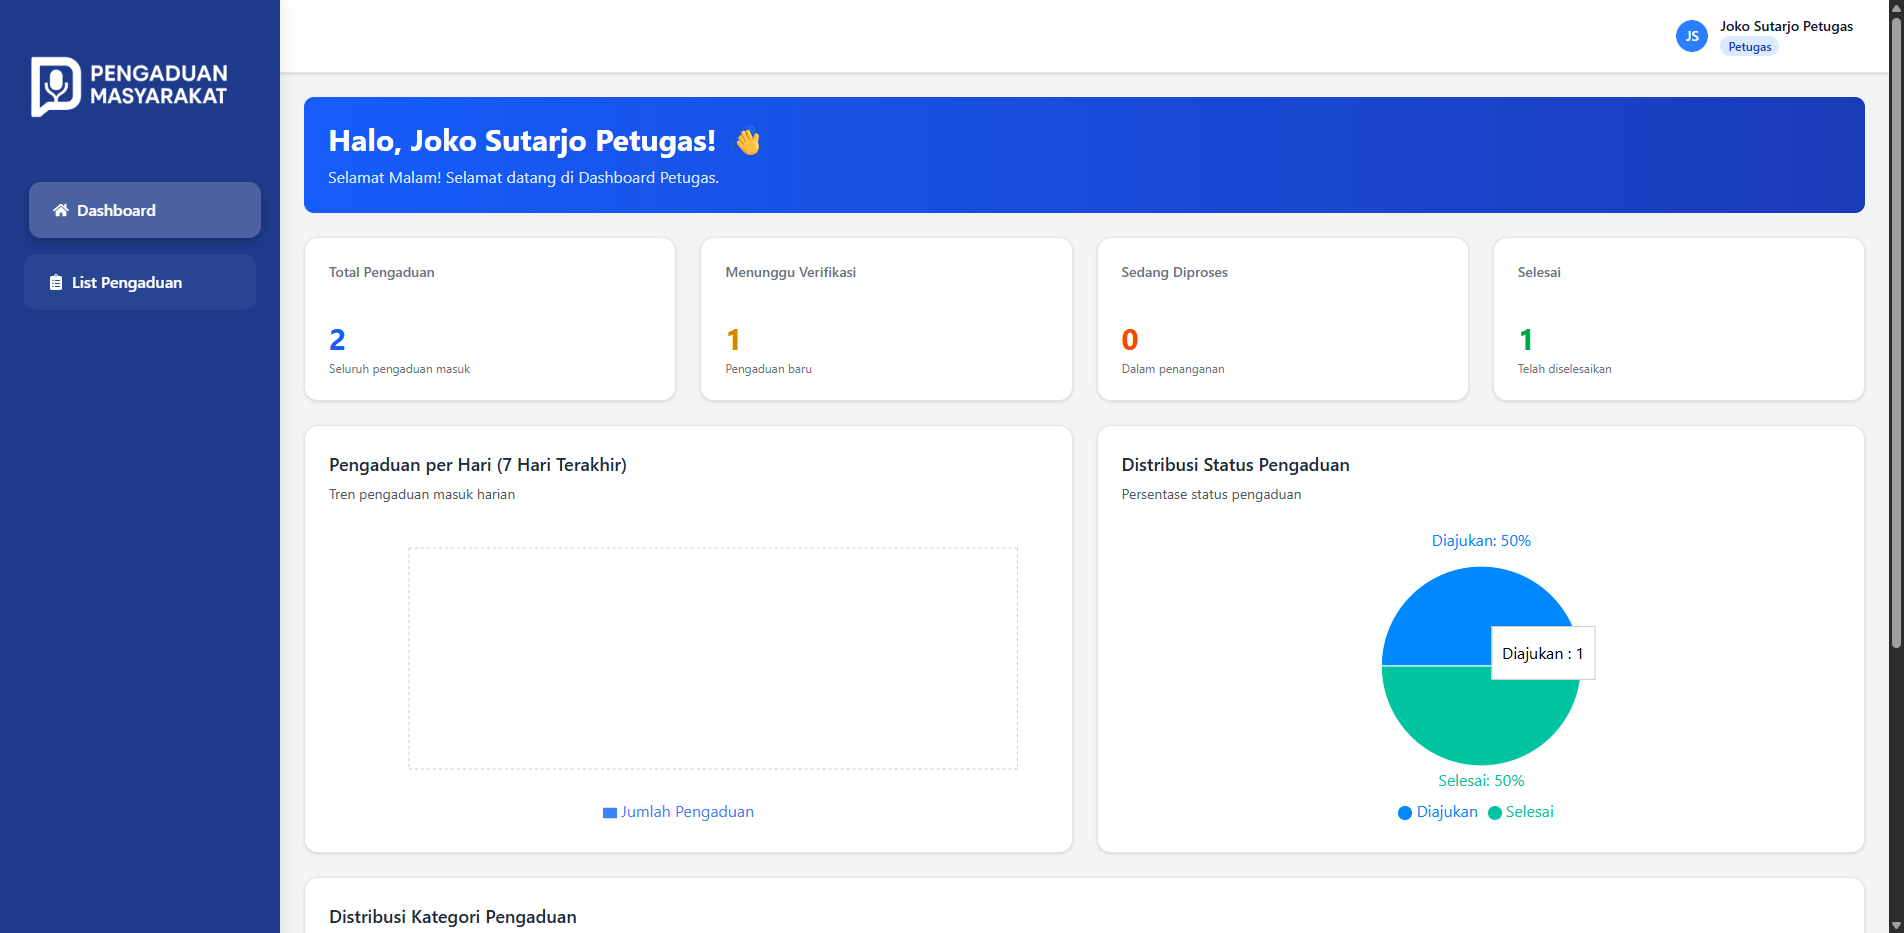 PENGADUAN
MASYARAKAT
Dashboard
List Pengaduan
JS
Joko Sutarjo Petugas
Petugas
Halo, Joko Sutarjo Petugas! 👋
Selamat Malam! Selamat datang di Dashboard Petugas.
Total Pengaduan
2
Seluruh pengaduan masuk
Menunggu Verifikasi
1
Pengaduan baru
Sedang Diproses
0
Dalam penanganan
Selesai
1
Telah diselesaikan
Pengaduan per Hari (7 Hari Terakhir)
Tren pengaduan masuk harian
Jumlah Pengaduan
Distribusi Status Pengaduan
Persentase status pengaduan
Diajukan: 50%
Diajukan : 1
Selesai: 50%
Diajukan Selesai
Distribusi Kategori Pengaduan